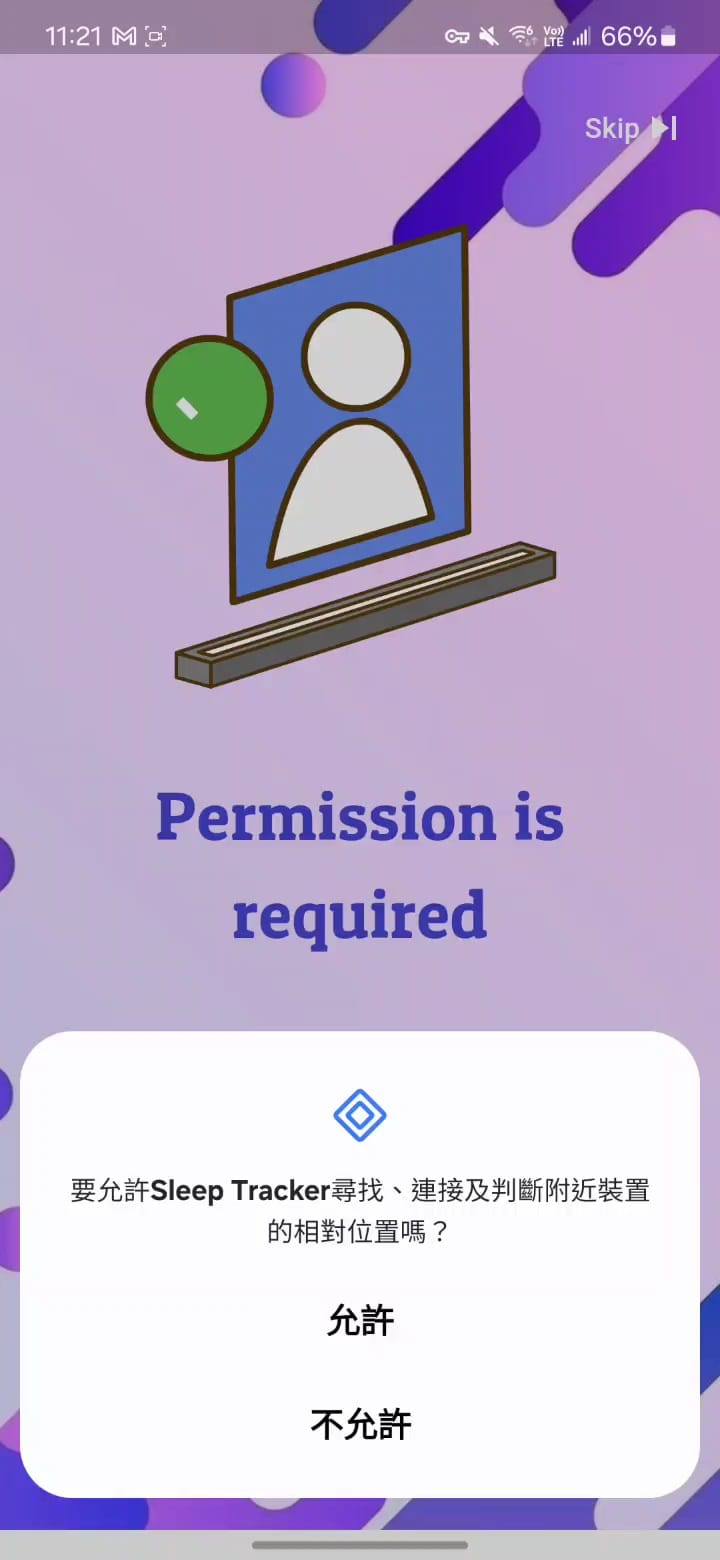 11:21
Vo)) LTE 66%
Skip
Permission is
required
要允許Sleep Tracker尋找、連接及判斷附近裝置
的相對位置嗎？
允許
不允許